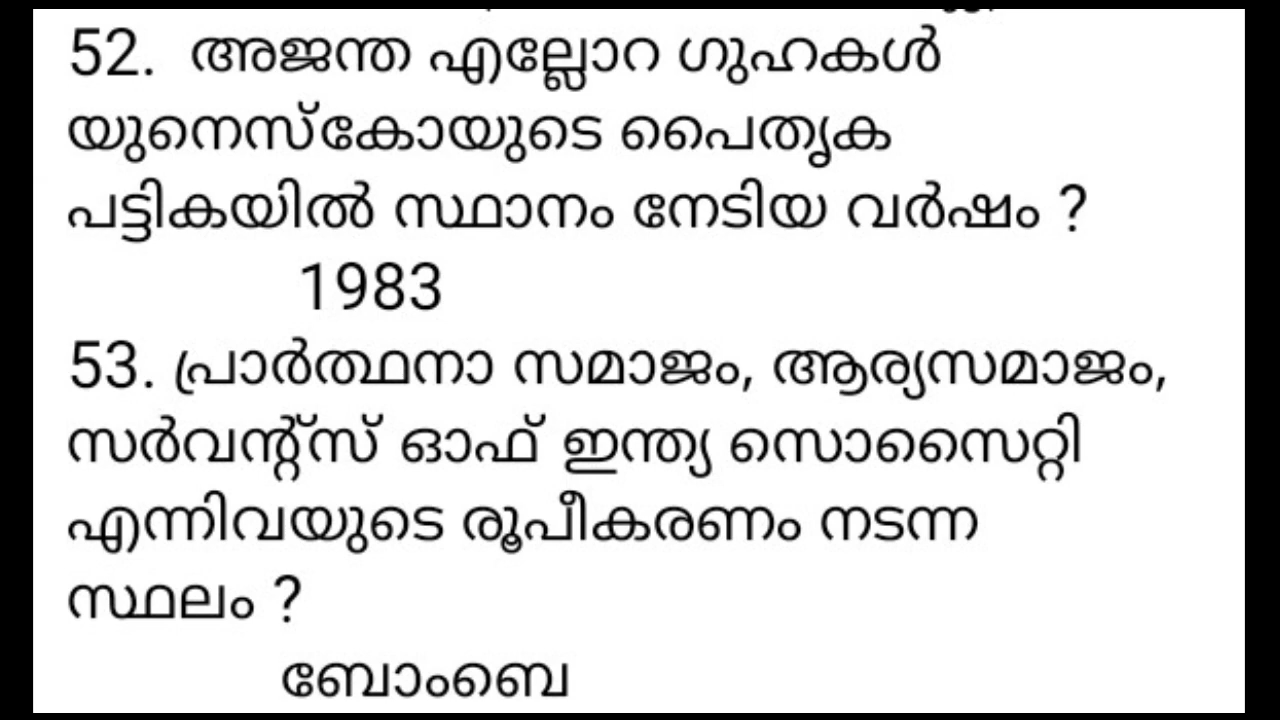 52. അജന്ത എല്ലോറ ഗുഹകൾ
യുനെസ്കോയുടെ പൈതൃക
പട്ടികയിൽ സ്ഥാനം നേടിയ വർഷം ?
1983
53. പ്രാർത്ഥനാ സമാജം, ആര്യസമാജം,
സർവന്റ്സ് ഓഫ് ഇന്ത്യ സൊസൈറ്റി
എന്നിവയുടെ രൂപീകരണം നടന്ന
സ്ഥലം ?
ബോംബെ